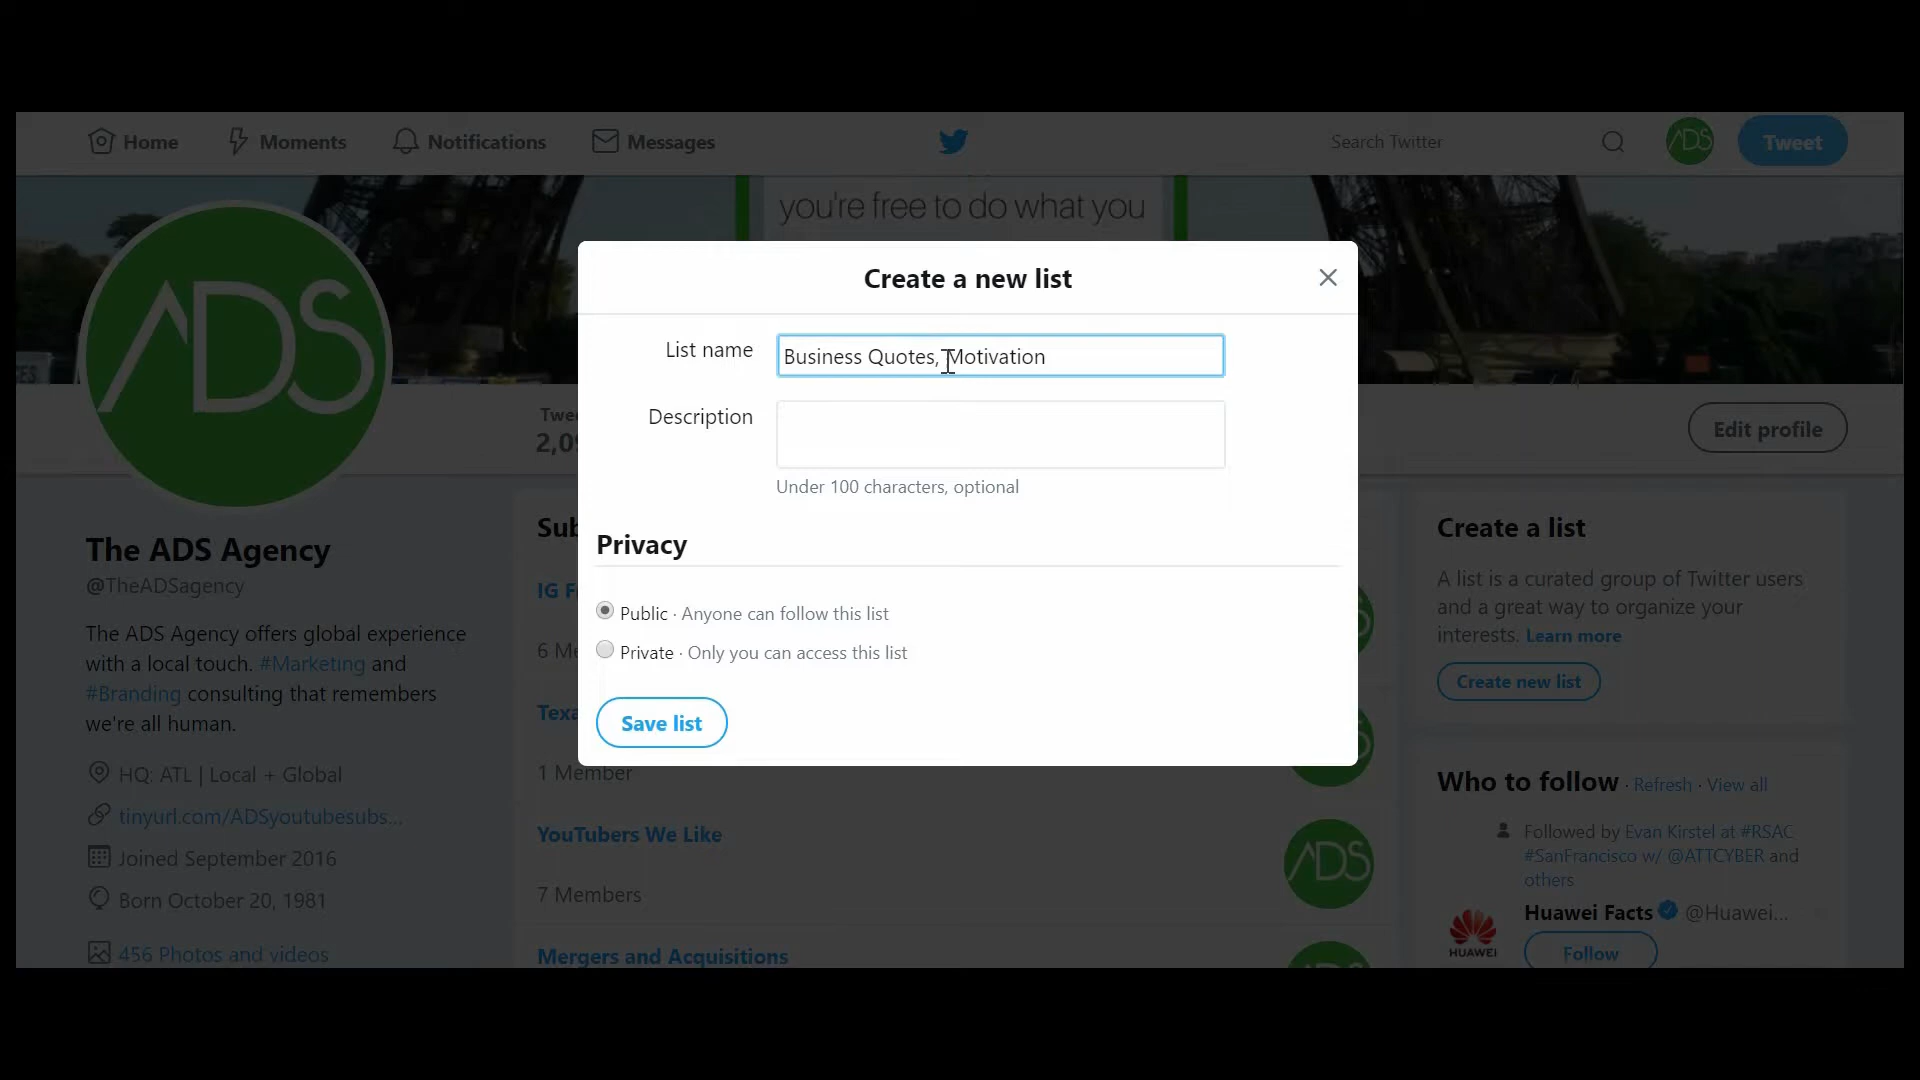 Home
Moments
Notifications
Messages
Search Twitter
ADS
Tweet
you're free to do what you
ADS
Edit profile
Create a new list
List name
Business Quotes, Motivation
Description
Under 100 characters, optional
Privacy
Public · Anyone can follow this list
Private · Only you can access this list
Save list
The ADS Agency
@TheADSagency
The ADS Agency offers global experience
with a local touch. #Marketing and
#Branding consulting that remembers
we're all human.
HQ: ATL | Local + Global
tinyurl.com/ADSyoutubesubs...
Joined September 2016
Born October 20, 1981
456 Photos and videos
1 Member
YouTubers We Like
7 Members
ADS
Mergers and Acquisitions
Create a list
A list is a curated group of Twitter users
and a great way to organize your
interests. Learn more
Create new list
Who to follow · Refresh · View all
Followed by Evan Kirstel at #RSAC
#SanFrancisco w/ @ATTCYBER and
others
Huawei Facts @Huawei...
HUAWEI
Follow